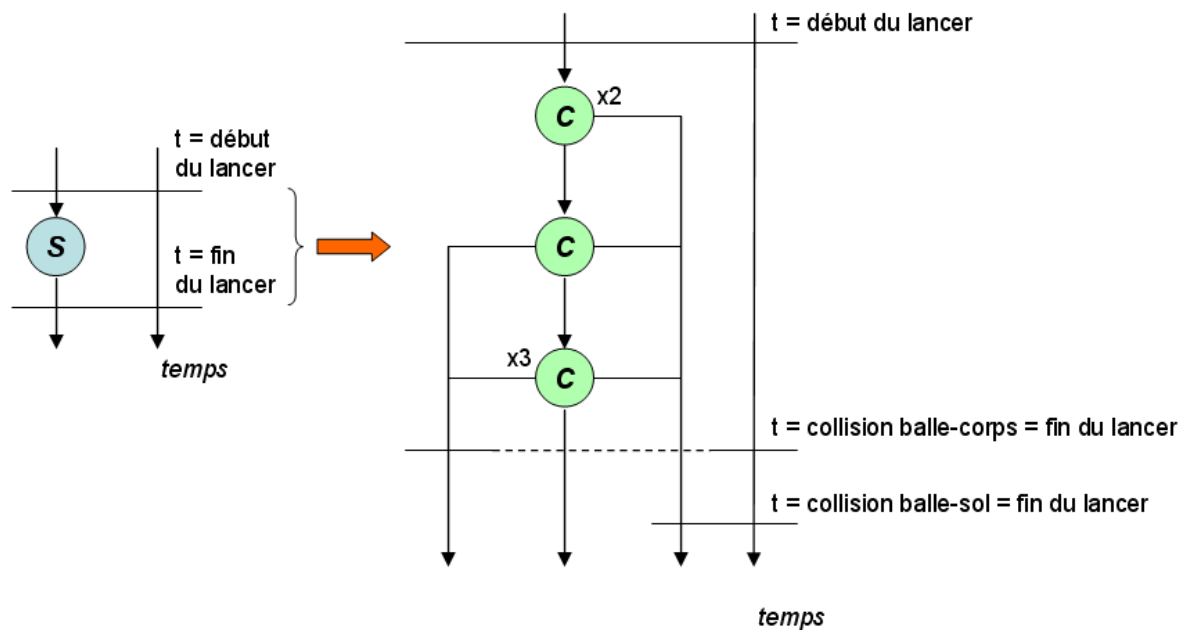 t = début
du lancer
S
t = fin
du lancer
temps
t = début du lancer
C
x2
C
x3
C
t = collision balle-corps = fin du lancer
t = collision balle-sol = fin du lancer
temps